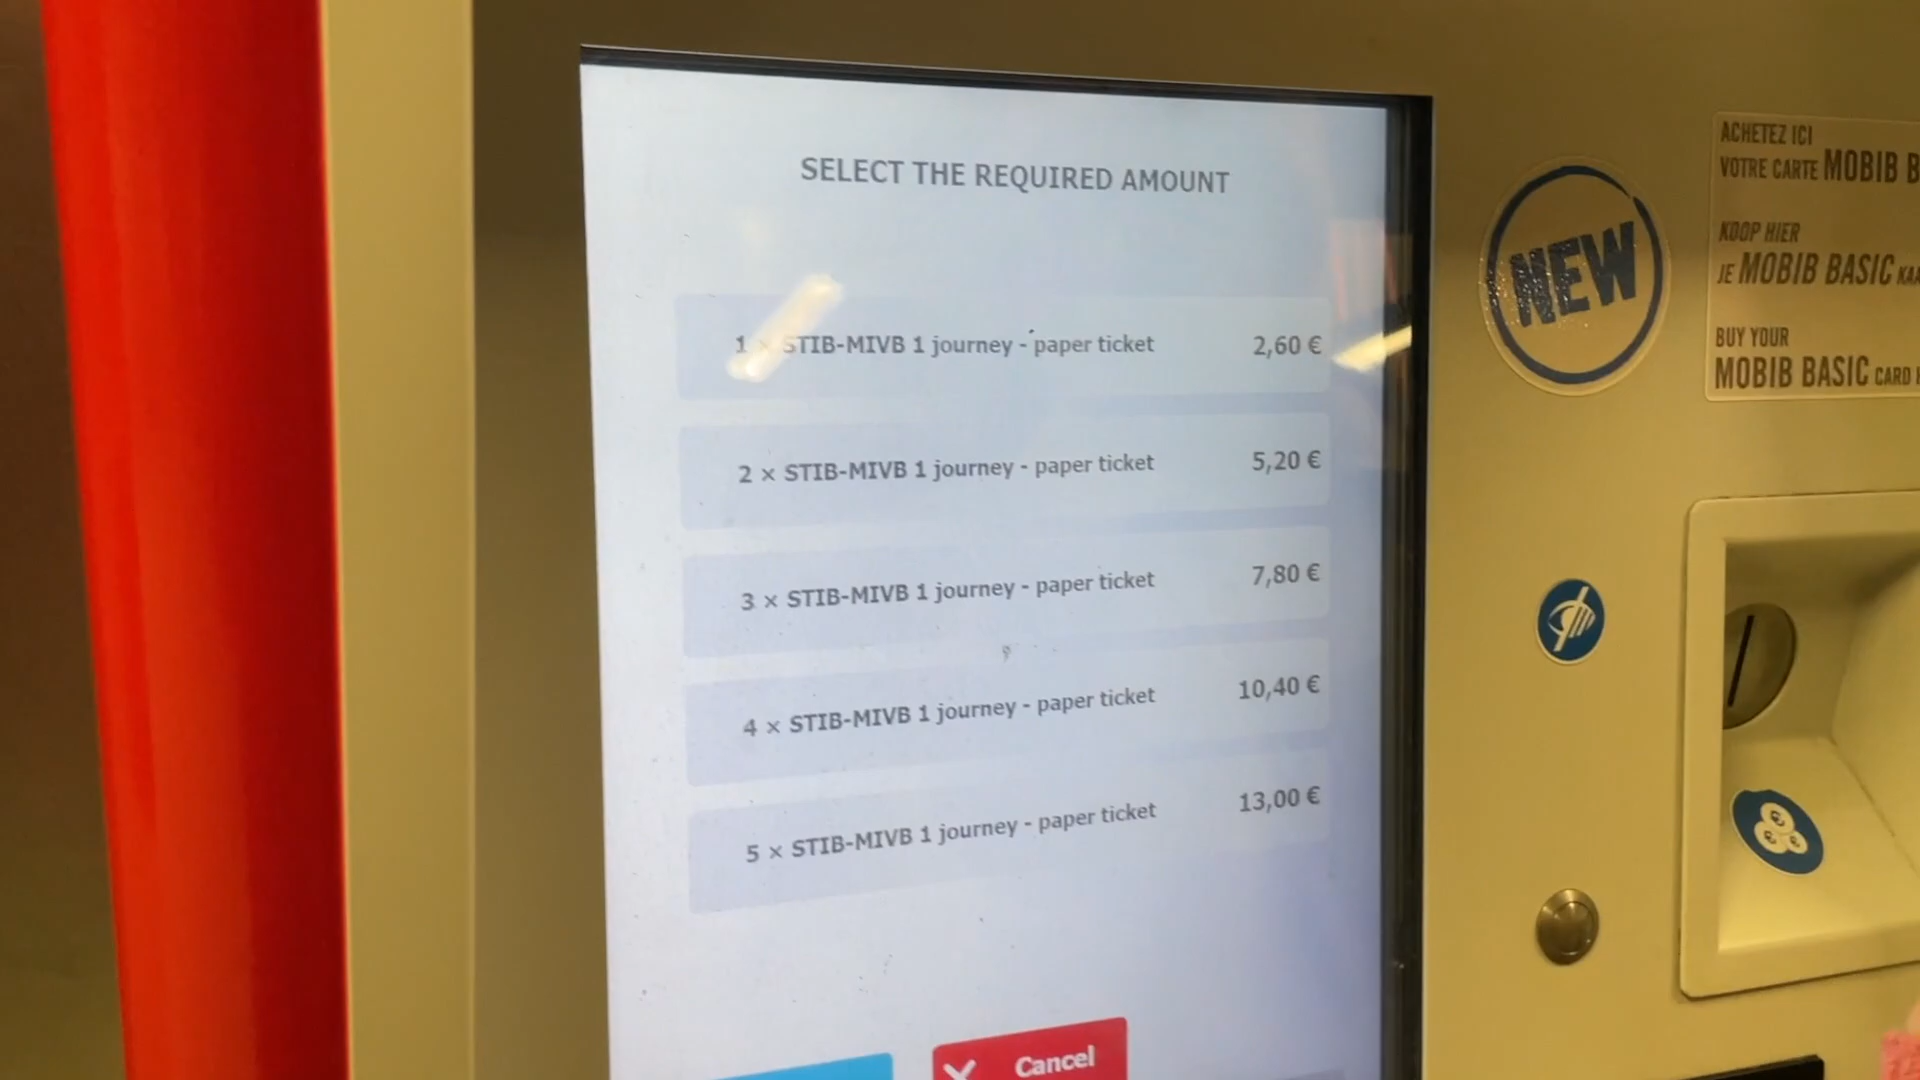 SELECT THE REQUIRED AMOUNT
1 × STIB-MIVB 1 journey - paper ticket 2,60 €
2 × STIB-MIVB 1 journey - paper ticket 5,20 €
3 × STIB-MIVB 1 journey - paper ticket 7,80 €
4 × STIB-MIVB 1 journey - paper ticket 10,40 €
5 × STIB-MIVB 1 journey - paper ticket 13,00 €
Cancel
NEW
ACHETEZ ICI
VOTRE CARTE MOBIB
KOOP HIER
JE MOBIB BASIC
BUY YOUR
MOBIB BASIC CARD